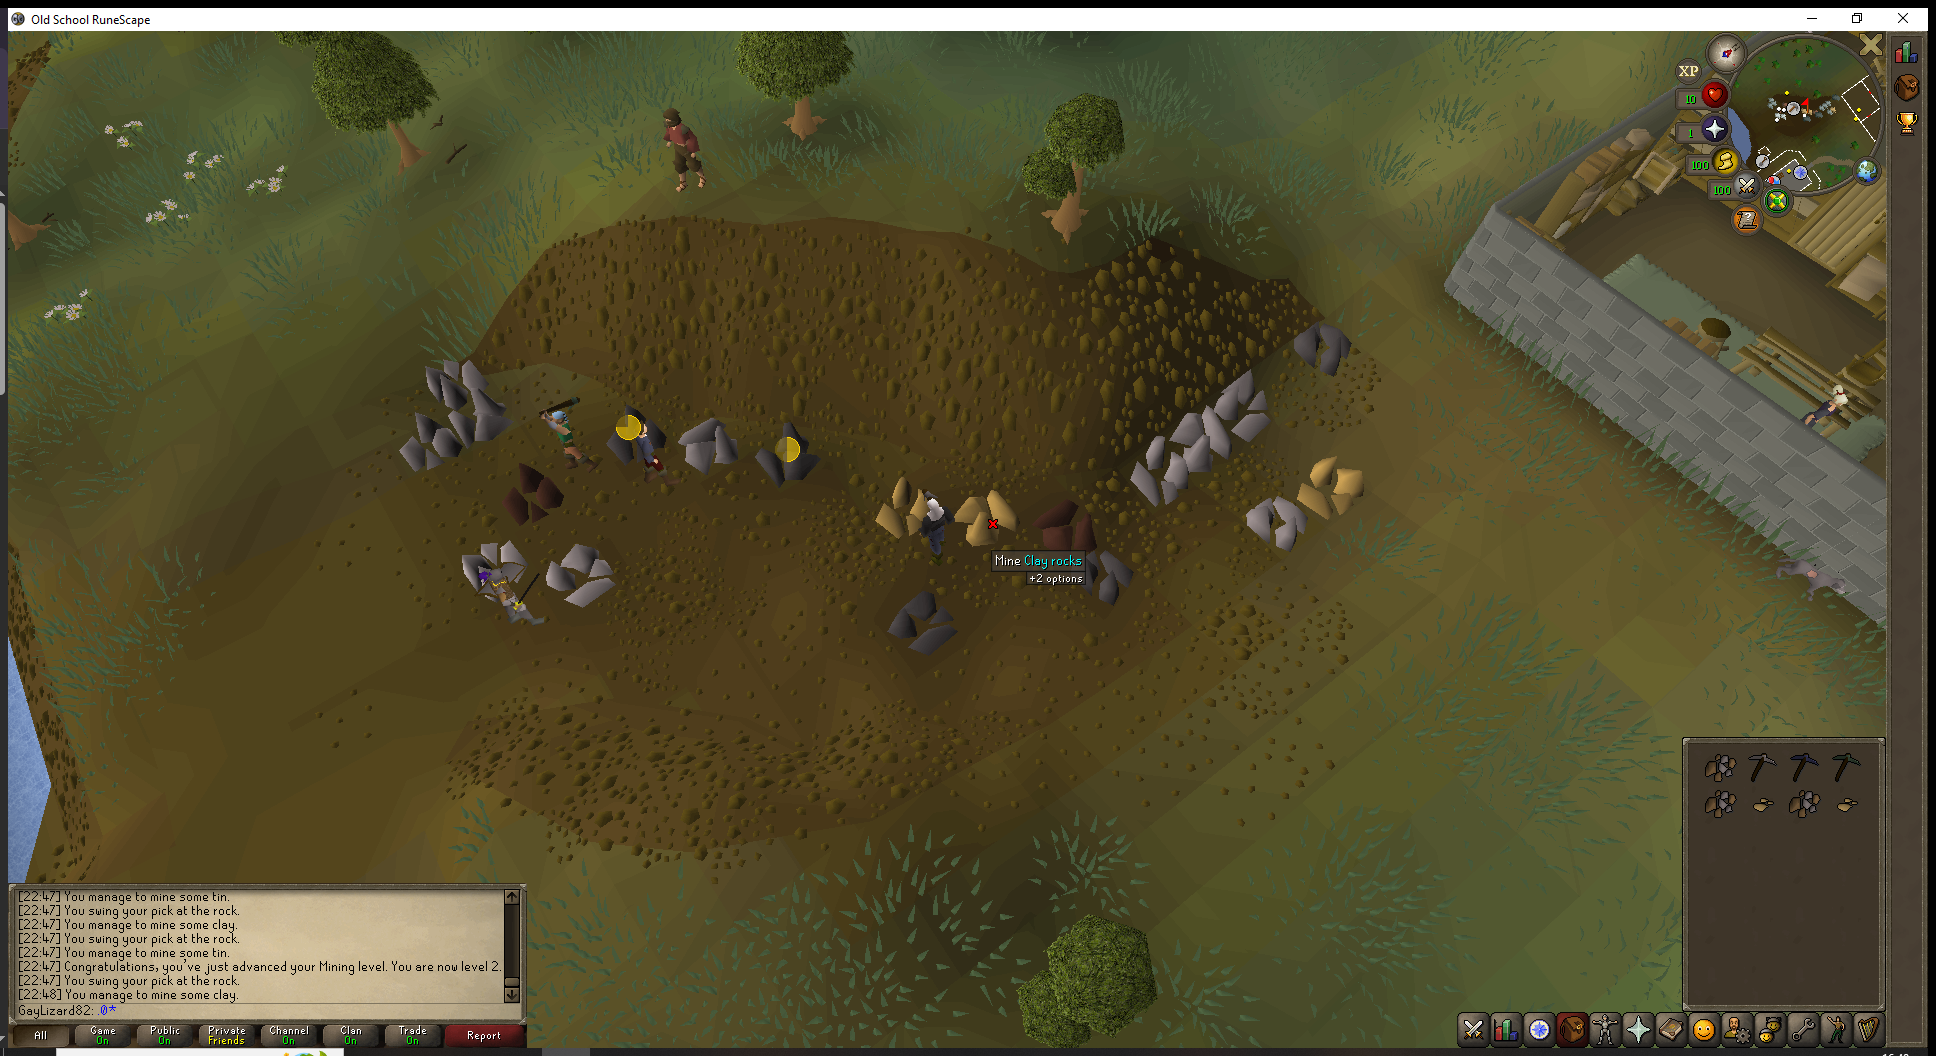 Old School RuneScape
XP
10
1
100
100
Mine Clay rocks
+2 options
[22:47] You manage to mine some tin.
[22:47] You swing your pick at the rock.
[22:47] You manage to mine some clay.
[22:47] You swing your pick at the rock.
[22:47] You manage to mine some tin.
[22:47] Congratulations, you've just advanced your Mining level. You are now level 2.
[22:47] You swing your pick at the rock.
[22:48] You manage to mine some clay.
GayLizard82: .0*
All
Game
On
Public
On
Private
Friends
Channel
On
Clan
On
Trade
On
Report